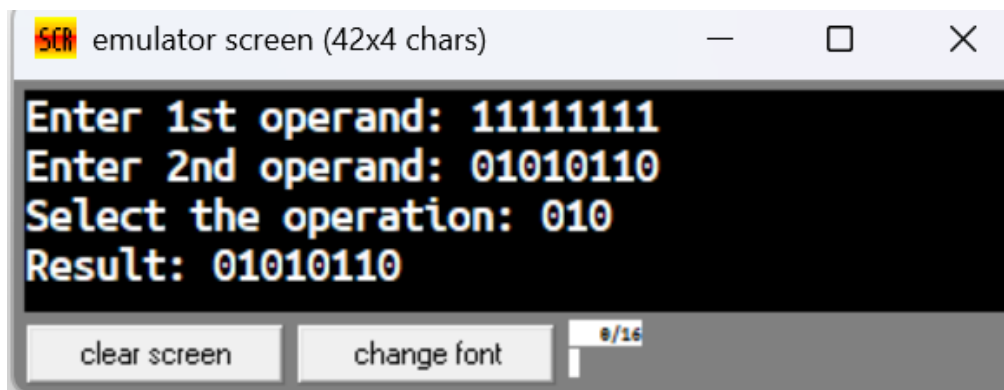 SCR emulator screen (42x4 chars)
Enter 1st operand: 11111111
Enter 2nd operand: 01010110
Select the operation: 010
Result: 01010110
clear screen change font 0/16